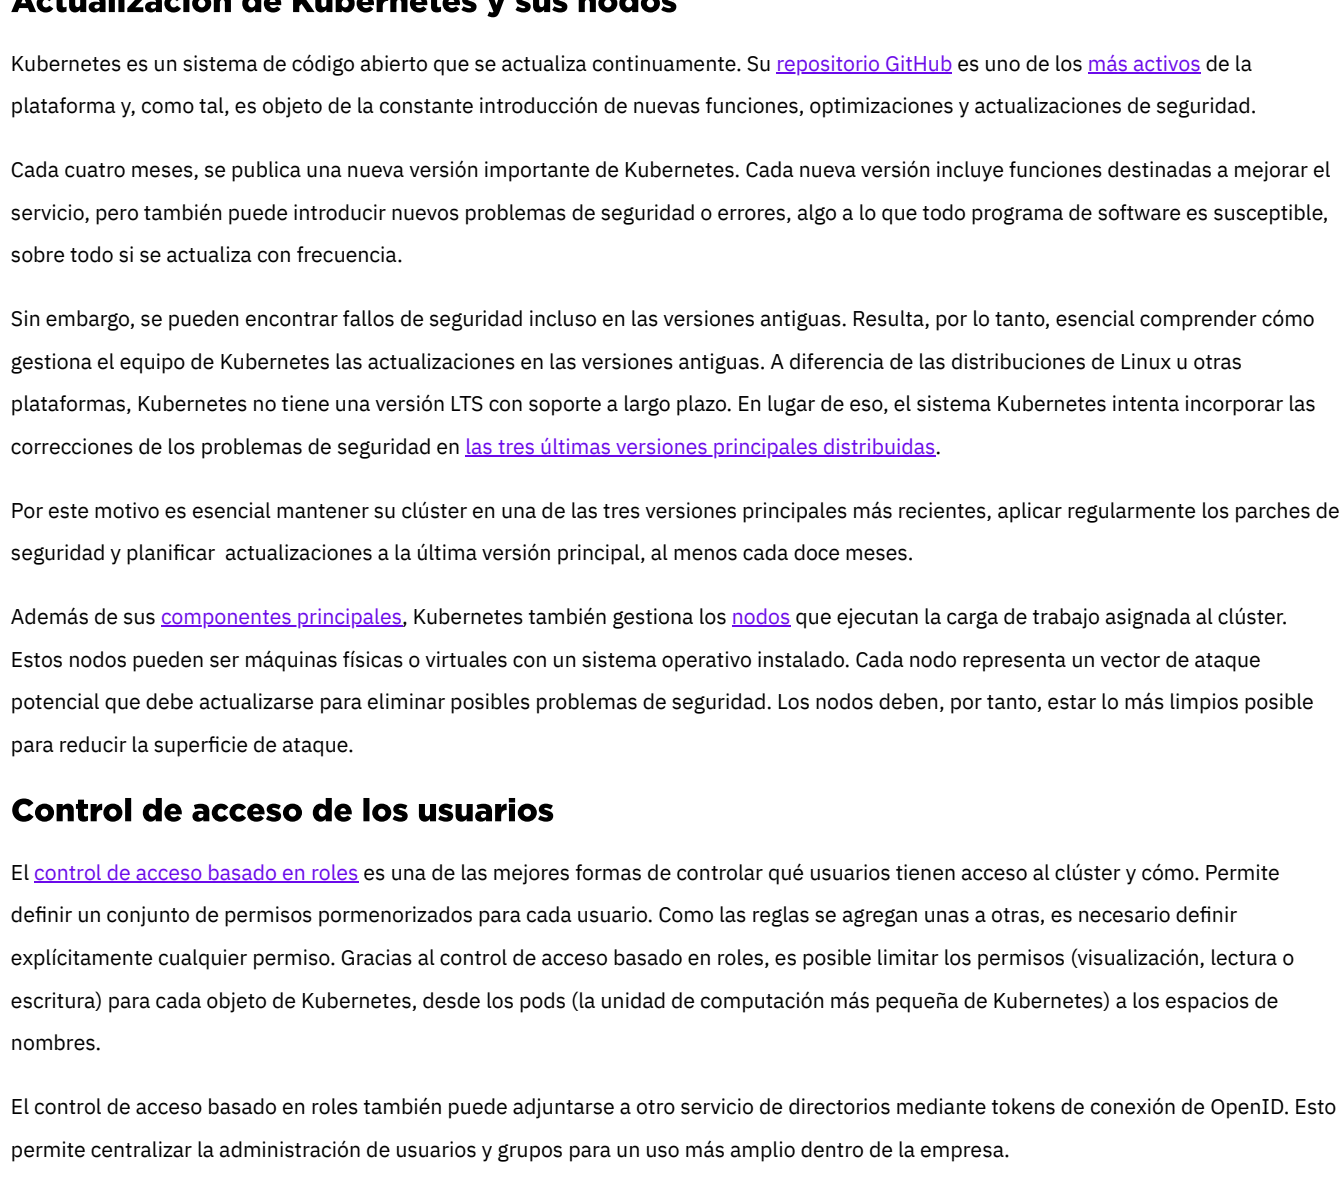 Actualización de Kubernetes y sus nodos
Kubernetes es un sistema de código abierto que se actualiza continuamente. Su repositorio GitHub es uno de los más activos de la
plataforma y, como tal, es objeto de la constante introducción de nuevas funciones, optimizaciones y actualizaciones de seguridad.
Cada cuatro meses, se publica una nueva versión importante de Kubernetes. Cada nueva versión incluye funciones destinadas a mejorar el
servicio, pero también puede introducir nuevos problemas de seguridad o errores, algo a lo que todo programa de software es susceptible,
sobre todo si se actualiza con frecuencia.
Sin embargo, se pueden encontrar fallos de seguridad incluso en las versiones antiguas. Resulta, por lo tanto, esencial comprender cómo
gestiona el equipo de Kubernetes las actualizaciones en las versiones antiguas. A diferencia de las distribuciones de Linux u otras
plataformas, Kubernetes no tiene una versión LTS con soporte a largo plazo. En lugar de eso, el sistema Kubernetes intenta incorporar las
correcciones de los problemas de seguridad en las tres últimas versiones principales distribuidas.
Por este motivo es esencial mantener su clúster en una de las tres versiones principales más recientes, aplicar regularmente los parches de
seguridad y planificar  actualizaciones a la última versión principal, al menos cada doce meses.
Además de sus componentes principales, Kubernetes también gestiona los nodos que ejecutan la carga de trabajo asignada al clúster.
Estos nodos pueden ser máquinas físicas o virtuales con un sistema operativo instalado. Cada nodo representa un vector de ataque
potencial que debe actualizarse para eliminar posibles problemas de seguridad. Los nodos deben, por tanto, estar lo más limpios posible
para reducir la superficie de ataque.
Control de acceso de los usuarios
El control de acceso basado en roles es una de las mejores formas de controlar qué usuarios tienen acceso al clúster y cómo. Permite
definir un conjunto de permisos pormenorizados para cada usuario. Como las reglas se agregan unas a otras, es necesario definir
explícitamente cualquier permiso. Gracias al control de acceso basado en roles, es posible limitar los permisos (visualización, lectura o
escritura) para cada objeto de Kubernetes, desde los pods (la unidad de computación más pequeña de Kubernetes) a los espacios de
nombres.
El control de acceso basado en roles también puede adjuntarse a otro servicio de directorios mediante tokens de conexión de OpenID. Esto
permite centralizar la administración de usuarios y grupos para un uso más amplio dentro de la empresa.